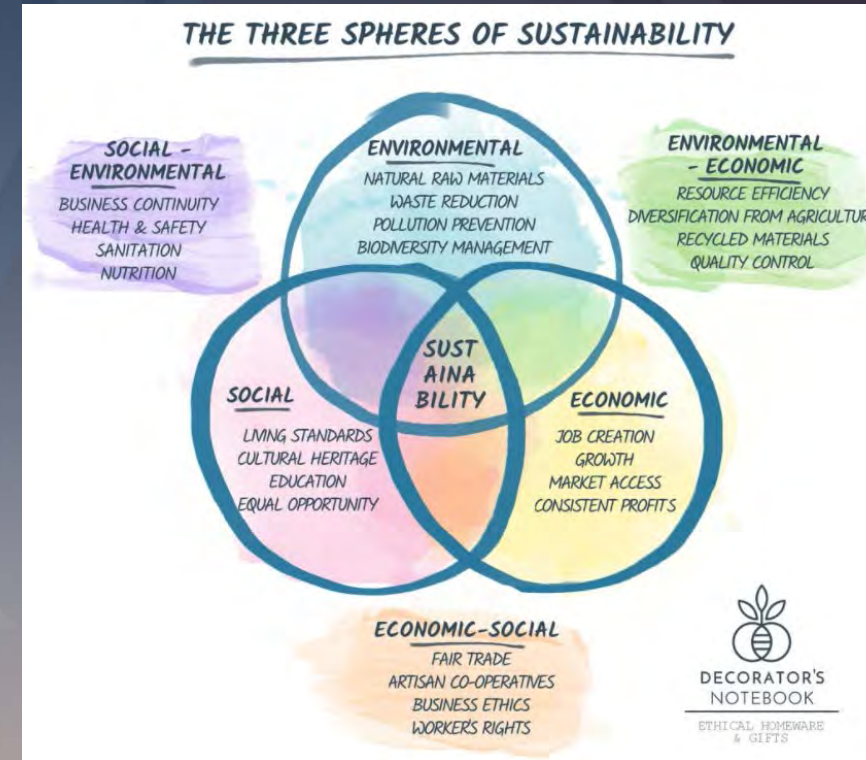 THE THREE SPHERES OF SUSTAINABILITY
SOCIAL -
ENVIRONMENTAL
BUSINESS CONTINUITY
HEALTH & SAFETY
SANITATION
NUTRITION
ENVIRONMENTAL
NATURAL RAW MATERIALS
WASTE REDUCTION
POLLUTION PREVENTION
BIODIVERSITY MANAGEMENT
ENVIRONMENTAL
- ECONOMIC
RESOURCE EFFICIENCY
DIVERSIFICATION FROM AGRICULTUR
RECYCLED MATERIALS
QUALITY CONTROL
SUST
AINA
BILITY
SOCIAL
LIVING STANDARDS
CULTURAL HERITAGE
EDUCATION
EQUAL OPPORTUNITY
ECONOMIC
JOB CREATION
GROWTH
MARKET ACCESS
CONSISTENT PROFITS
ECONOMIC-SOCIAL
FAIR TRADE
ARTISAN CO-OPERATIVES
BUSINESS ETHICS
WORKER'S RIGHTS
DECORATOR'S
NOTEBOOK
ETHICAL HOMEWARE
& GIFTS